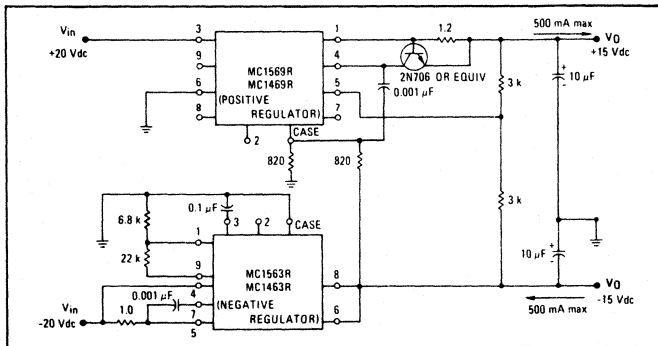 Vin
+20 Vdc
3
9
6
8
MC1569R
MC1469R
(POSITIVE
REGULATOR)
2
CASE
1
4
5
7
1.2
500 mA max
VO
+15 Vdc
2N706 OR EQUIV
0.001 µF
3 k
+
10 µF
-
820
820
3 k
6.8 k
0.1 µF
3
2
CASE
22 k
1
9
4
7
5
MC1563R
MC1463R
(NEGATIVE
REGULATOR)
8
6
0.001 µF
Vin
-20 Vdc
1.0
+
10 µF
-
VO
-15 Vdc
500 mA max